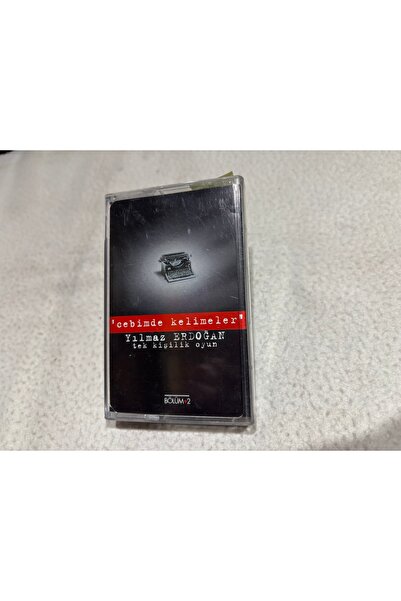 'cebimde kelimeler'
Yılmaz ERDOĞAN
tek kişilik oyun
BÖLÜM-2